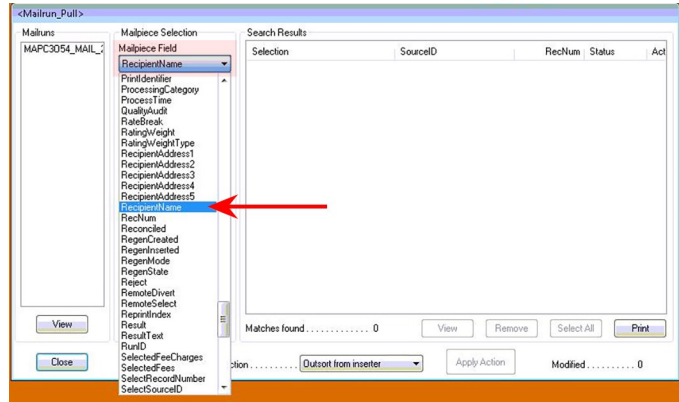 <Mailrun_Pull>
Mailruns
Mailpiece Selection
Search Results
MAPC3054_MAIL_
Mailpiece Field
RecipientName
Selection SourceID RecNum Status Act
PrintIdentifier
ProcessingCategory
ProcessTime
QualityAudit
RateBreak
RatingWeight
RatingWeightType
RecipientAddress1
RecipientAddress2
RecipientAddress3
RecipientAddress4
RecipientAddress5
RecipientName
RecNum
Reconciled
RegenCreated
RegenInserted
RegenMode
RegenState
Reject
RemoteDivert
RemoteSelect
ReprintIndex
Result
ResultText
RunID
SelectedFeeCharges
SelectedFees
SelectRecordNumber
SelectSourceID
View
Close
Matches found . . . . . . . . . . . . . 0
View Remove Select All Print
ction . . . . . . . . . . Outsort from inserter Apply Action Modified . . . . . . . . . 0